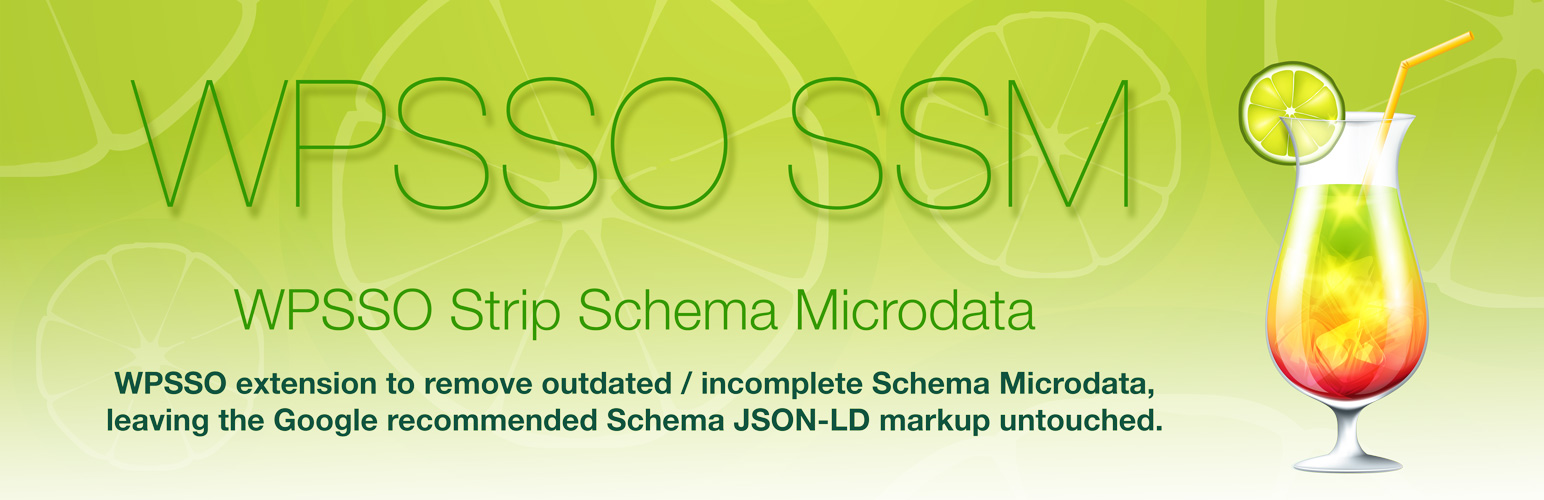 WPSSO SSM
WPSSO Strip Schema Microdata
WPSSO extension to remove outdated / incomplete Schema Microdata,
leaving the Google recommended Schema JSON-LD markup untouched.